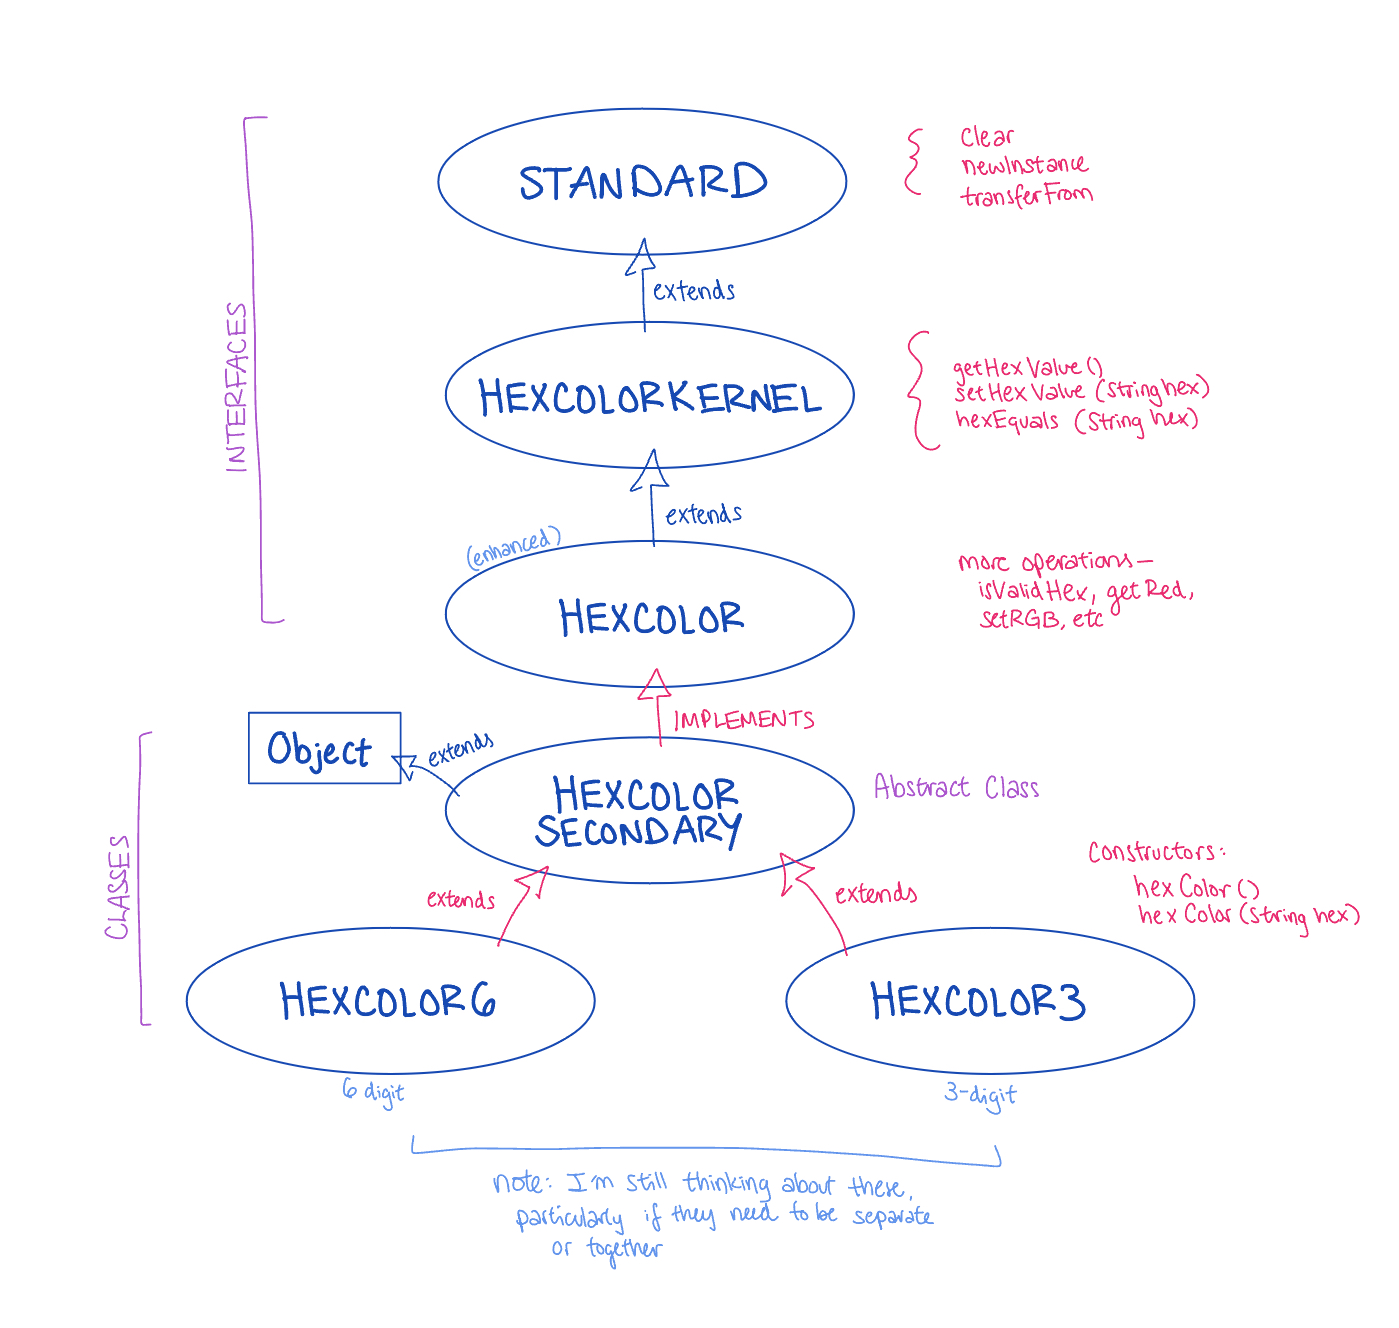 STANDARD
Clear
newInstance
transferFrom
extends
INTERFACES
HEXCOLORKERNEL
getHexValue()
setHexValue (String hex)
hexEquals (String hex)
extends
(enhanced)
HEXCOLOR
more operations—
isValidHex, getRed,
setRGB, etc
IMPLEMENTS
Object
extends
HEXCOLOR
SECONDARY
Abstract Class
CLASSES
extends
extends
Constructors:
hexColor()
hexColor(String hex)
HEXCOLOR6
HEXCOLOR3
6 digit
3-digit
note: I'm still thinking about these,
particularly if they need to be separate
or together